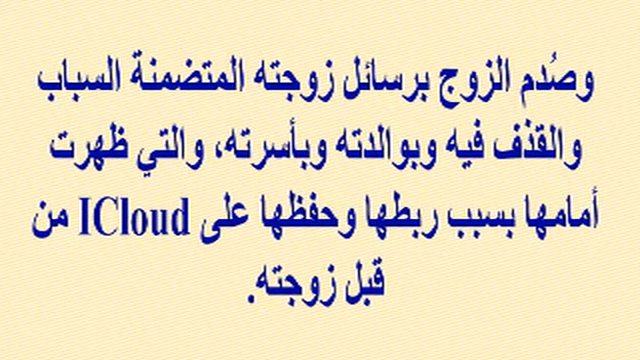 وصُدم الزوج برسائل زوجته المتضمنة السباب
والقذف فيه وبوالدته وبأسرته، والتي ظهرت
أمامها بسبب ربطها وحفظها على ICloud من
قبل زوجته.